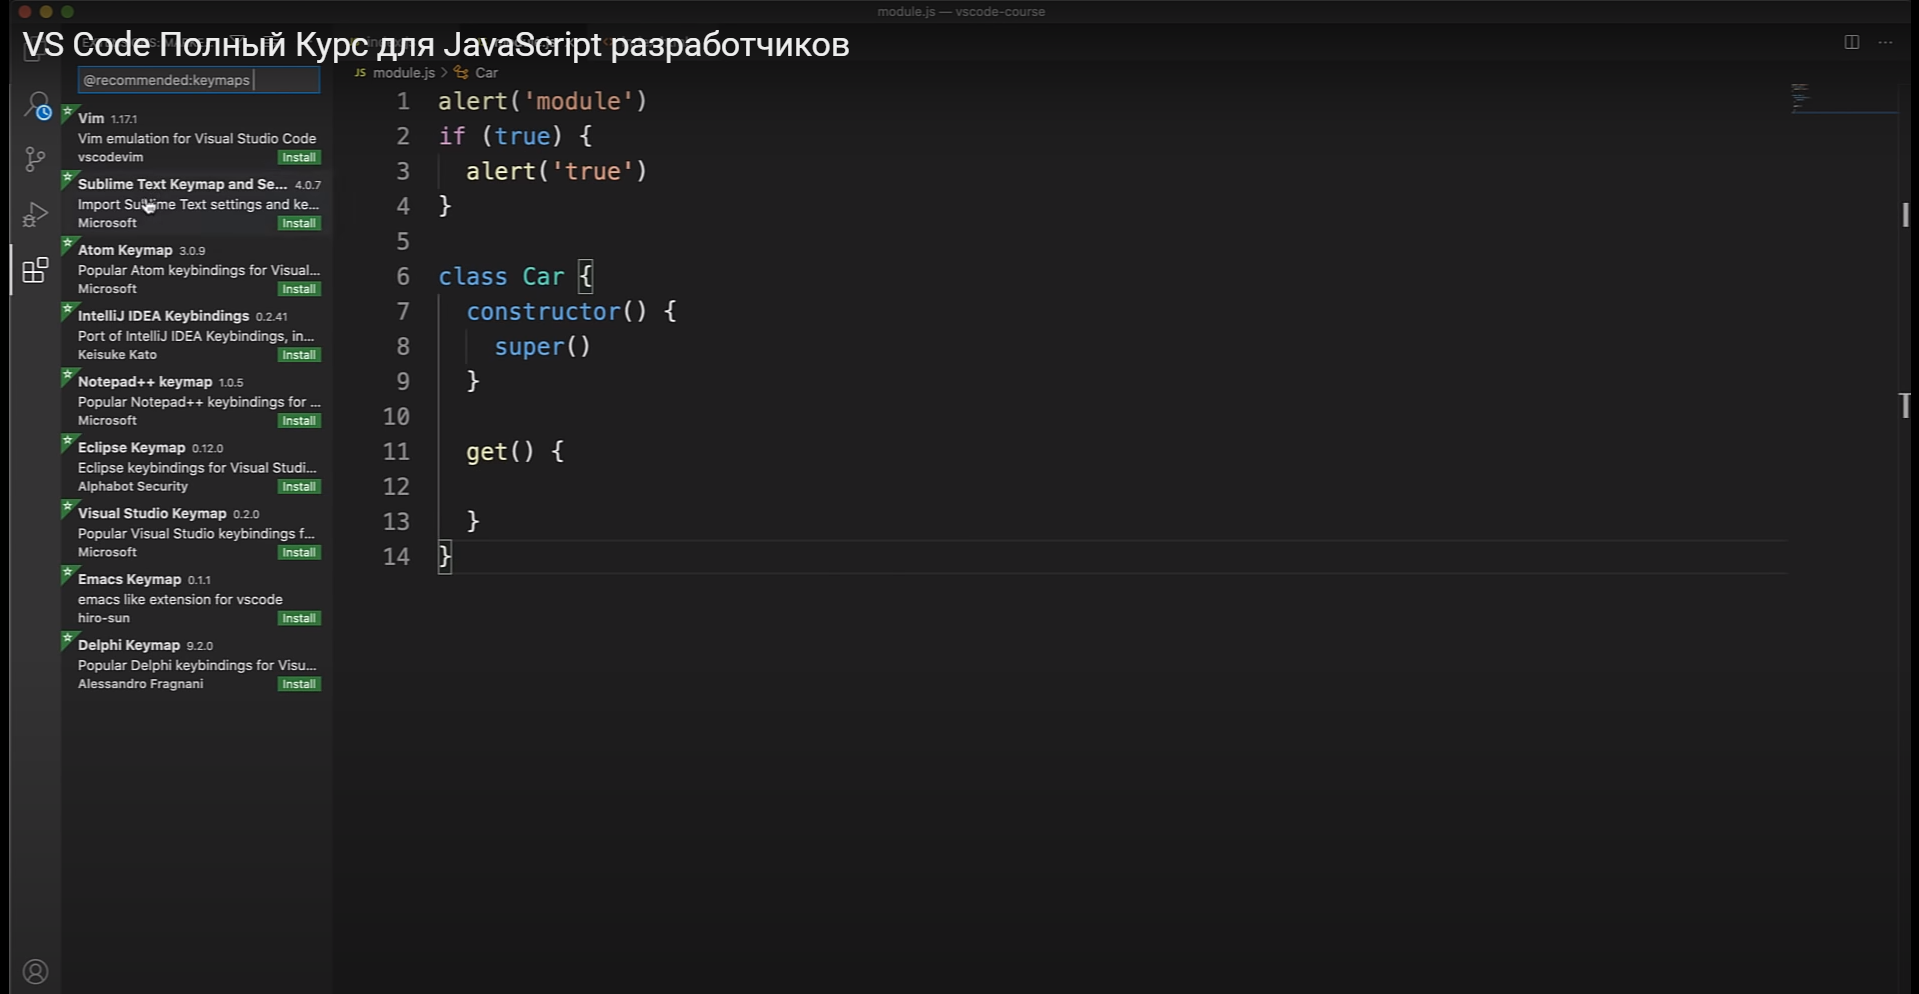 module.js — vscode-course
VS Code Полный Курс для JavaScript разработчиков
@recommended:keymaps
JS module.js > Car
Vim 1.17.1
Vim emulation for Visual Studio Code
vscodevim Install
Sublime Text Keymap and Se... 4.0.7
Import Sublime Text settings and ke...
Microsoft Install
Atom Keymap 3.0.9
Popular Atom keybindings for Visual...
Microsoft Install
IntelliJ IDEA Keybindings 0.2.41
Port of IntelliJ IDEA Keybindings, in...
Keisuke Kato Install
Notepad++ keymap 1.0.5
Popular Notepad++ keybindings for ...
Microsoft Install
Eclipse Keymap 0.12.0
Eclipse keybindings for Visual Studi...
Alphabot Security Install
Visual Studio Keymap 0.2.0
Popular Visual Studio keybindings f...
Microsoft Install
Emacs Keymap 0.1.1
emacs like extension for vscode
hiro-sun Install
Delphi Keymap 9.2.0
Popular Delphi keybindings for Visu...
Alessandro Fragnani Install
1 alert('module')
2 if (true) {
3 alert('true')
4 }
5
6 class Car {
7 constructor() {
8 super()
9 }
10
11 get() {
12
13 }
14 }